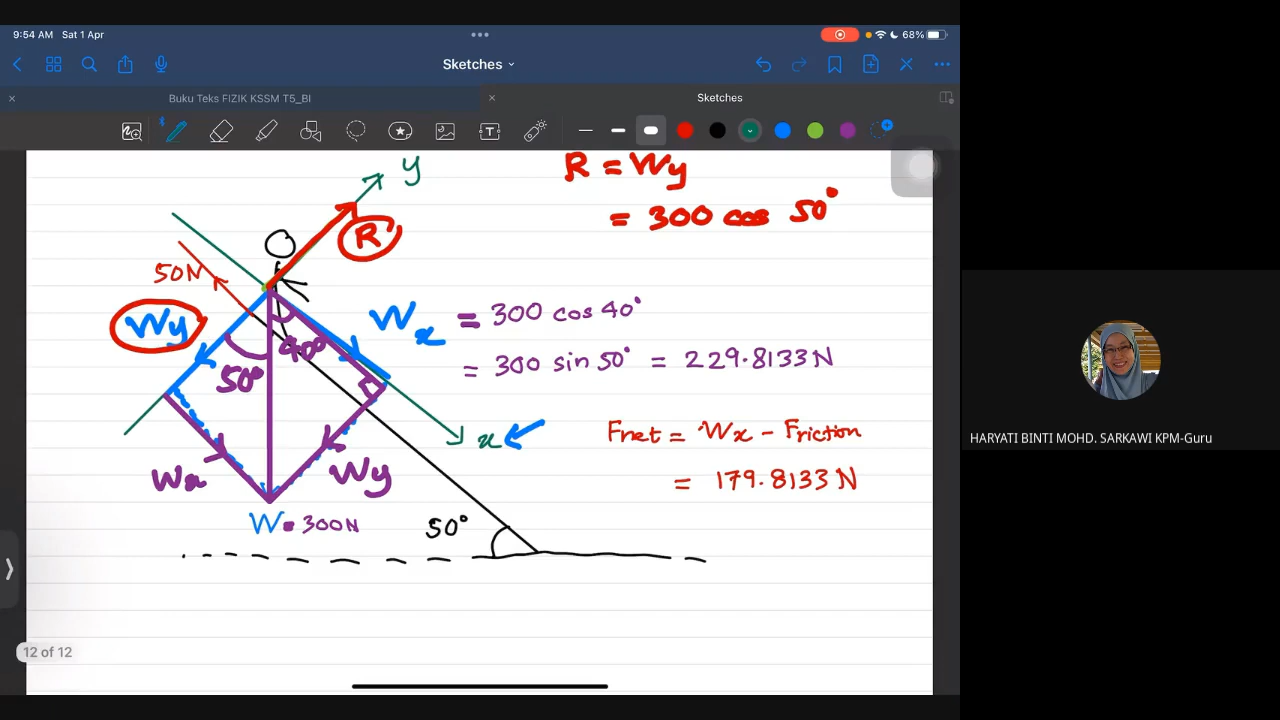 9:54 AM Sat 1 Apr
68%
Sketches
Buku Teks FIZIK KSSM T5_BI
Sketches
y
R = Wy
= 300 cos 50°
R
50N
Wy
Wx
= 300 cos 40°
40°
50°
= 300 sin 50° = 229.8133 N
x
Fnet = Wx - Friction
Wx
Wy
= 179.8133 N
W = 300N
50°
12 of 12
HARYATI BINTI MOHD. SARKAWI KPM-Guru